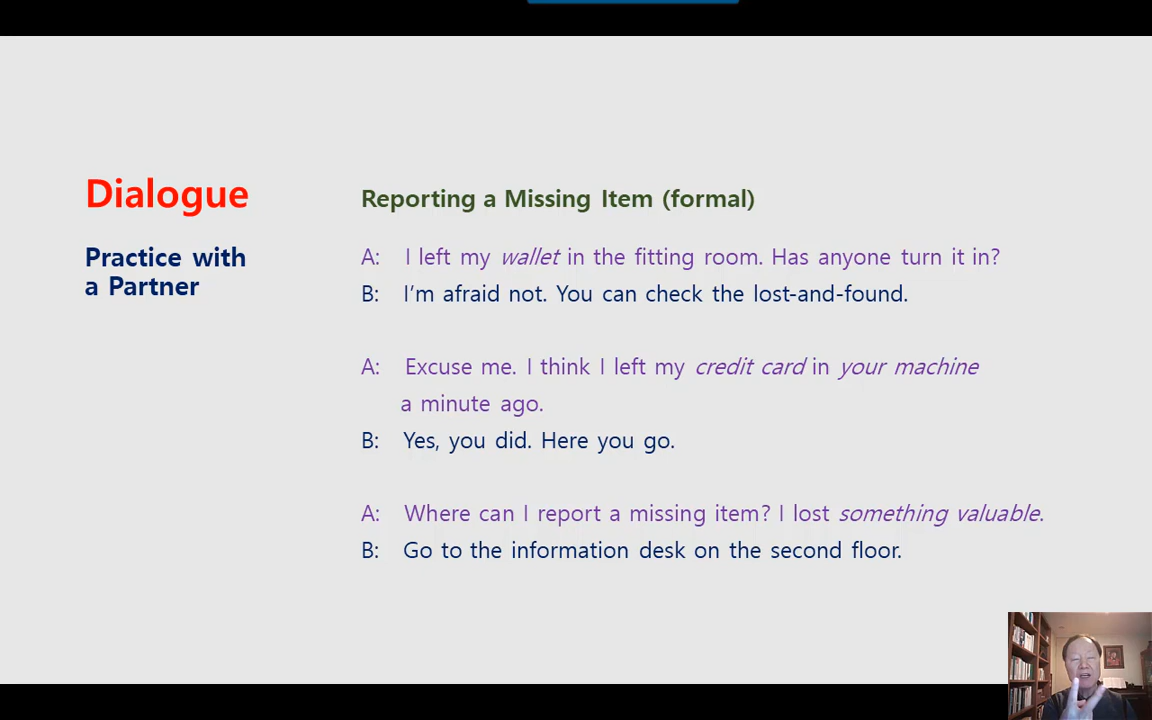 Dialogue
Practice with
a Partner
Reporting a Missing Item (formal)
A: I left my wallet in the fitting room. Has anyone turn it in?
B: I’m afraid not. You can check the lost-and-found.
A: Excuse me. I think I left my credit card in your machine
a minute ago.
B: Yes, you did. Here you go.
A: Where can I report a missing item? I lost something valuable.
B: Go to the information desk on the second floor.